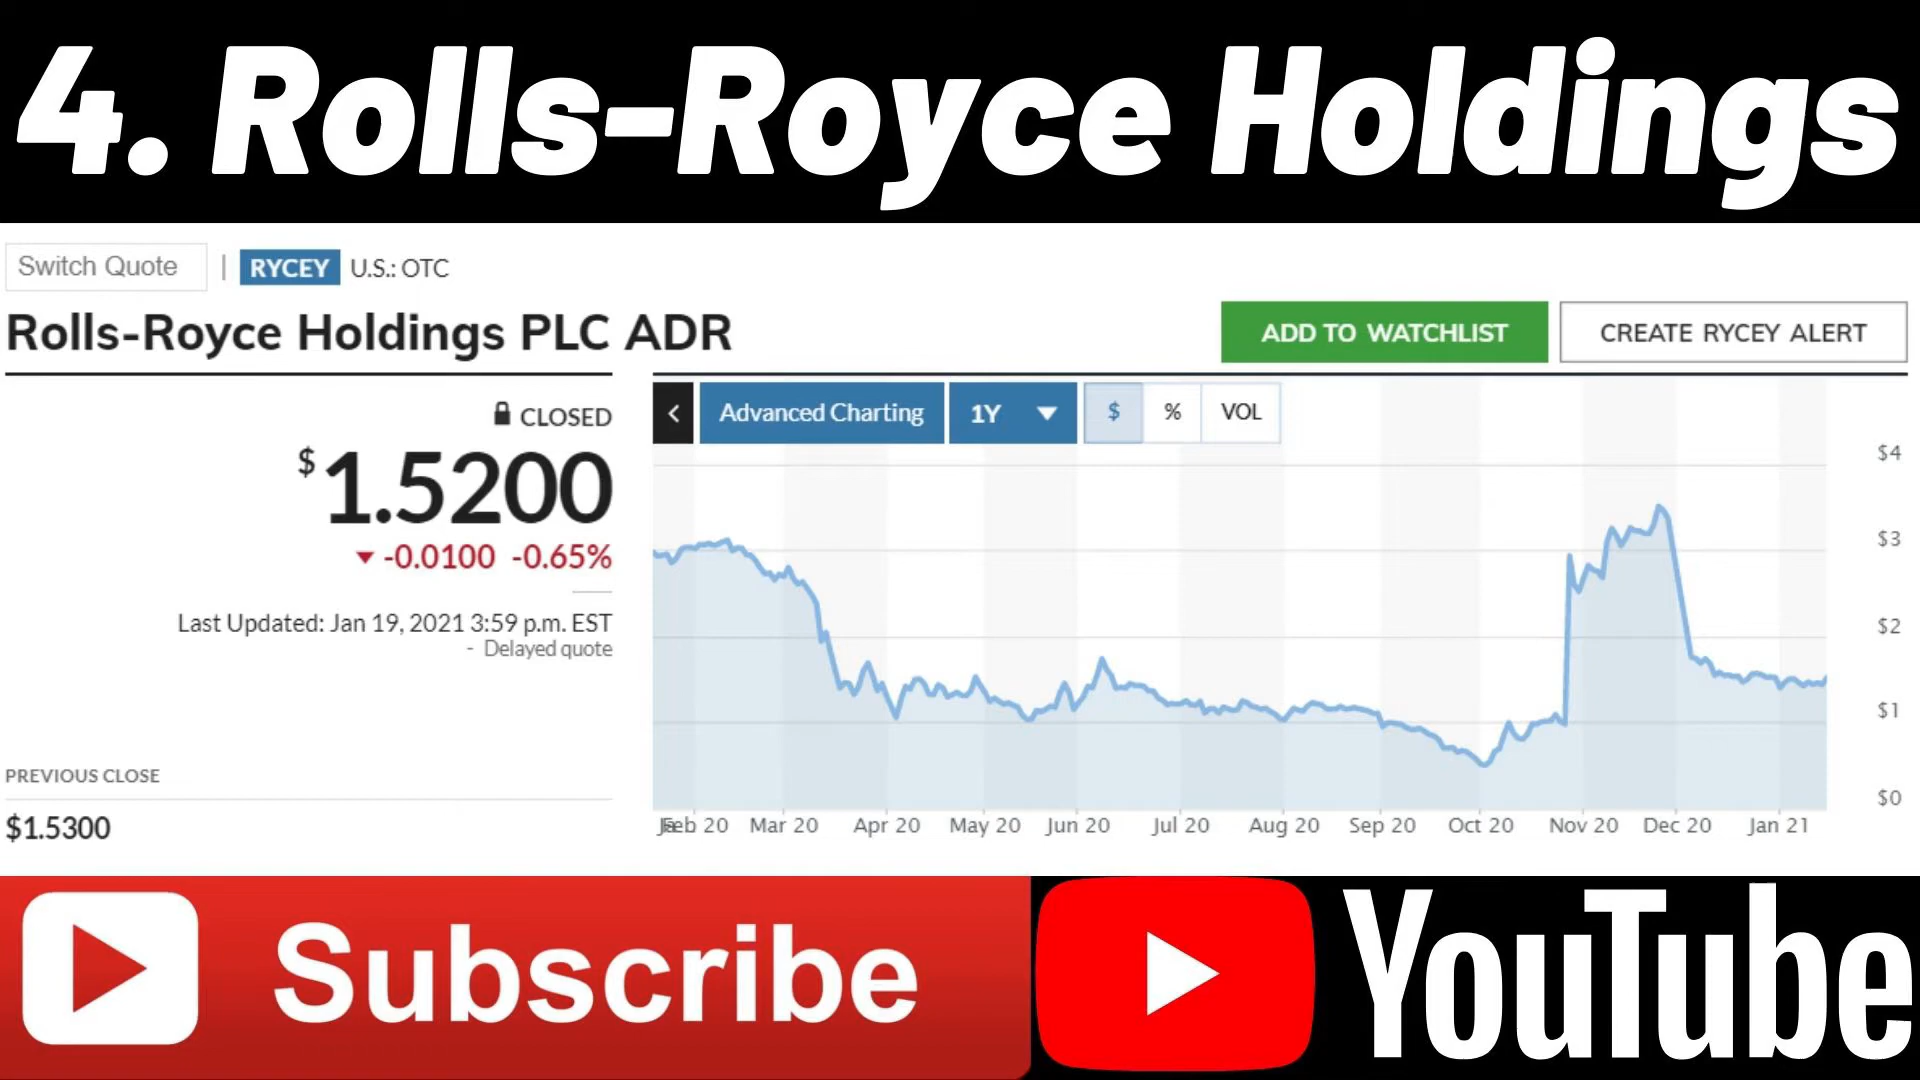 4. Rolls-Royce Holdings
Switch Quote | RYCEY U.S.: OTC
Rolls-Royce Holdings PLC ADR
ADD TO WATCHLIST
CREATE RYCEY ALERT
CLOSED
$1.5200
-0.0100 -0.65%
Last Updated: Jan 19, 2021 3:59 p.m. EST
- Delayed quote
PREVIOUS CLOSE
$1.5300
Advanced Charting 1Y $ % VOL
$4
$3
$2
$1
$0
Feb 20 Mar 20 Apr 20 May 20 Jun 20 Jul 20 Aug 20 Sep 20 Oct 20 Nov 20 Dec 20 Jan 21
Subscribe
YouTube